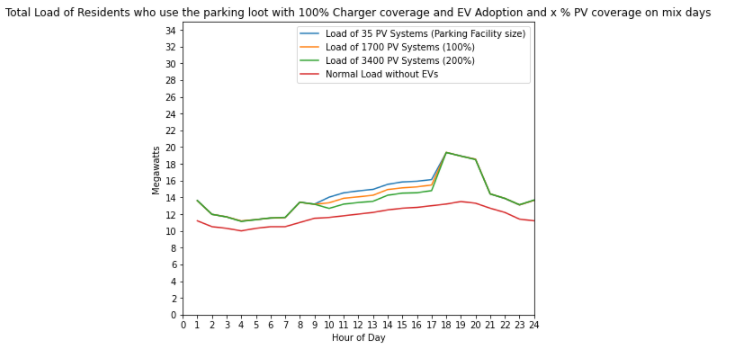 Total Load of Residents who use the parking loot with 100% Charger coverage and EV Adoption and x % PV coverage on mix days
Load of 35 PV Systems (Parking Facility size)
Load of 1700 PV Systems (100%)
Load of 3400 PV Systems (200%)
Normal Load without EVs
Megawatts
34
32
30
28
26
24
22
20
18
16
14
12
10
8
6
4
2
0
0 1 2 3 4 5 6 7 8 9 10 11 12 13 14 15 16 17 18 19 20 21 22 23 24
Hour of Day